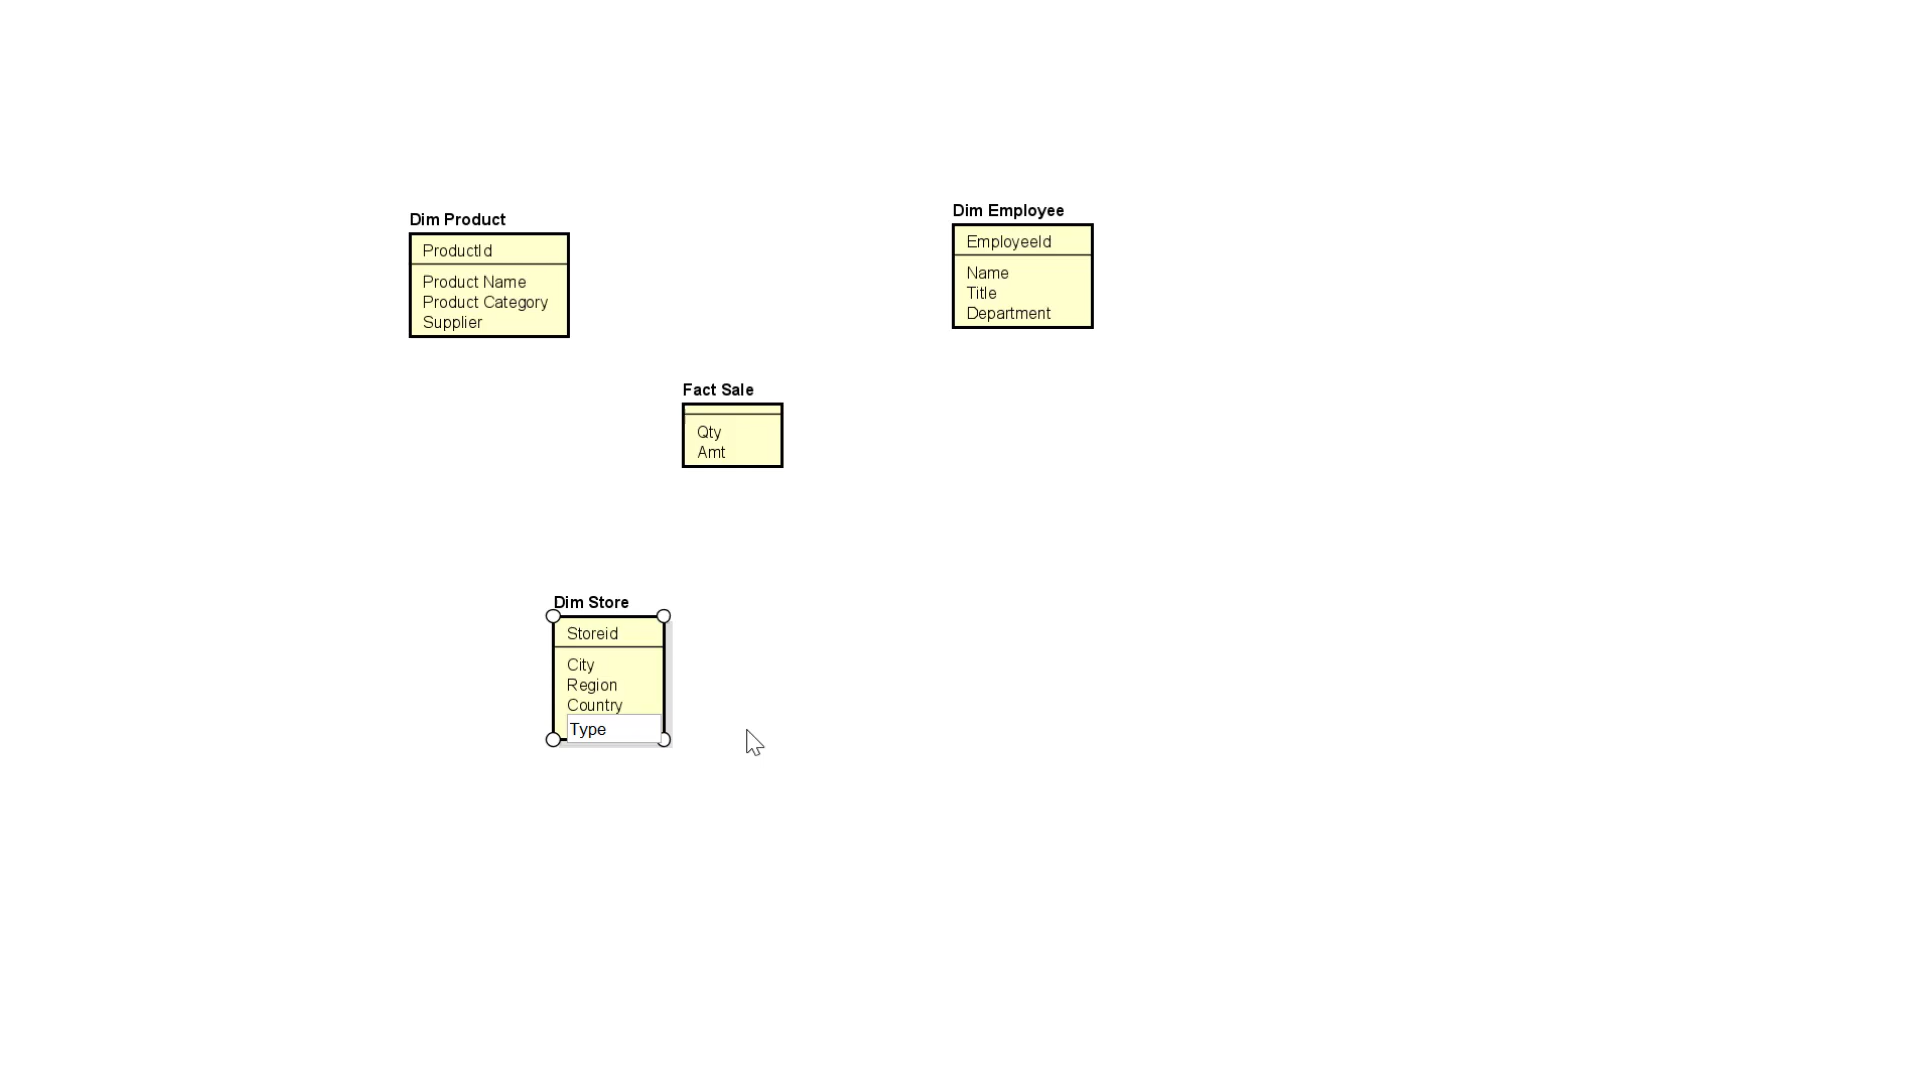 Dim Product
ProductId
Product Name
Product Category
Supplier
Dim Employee
EmployeeId
Name
Title
Department
Fact Sale
Qty
Amt
Dim Store
Storeid
City
Region
Country
Type